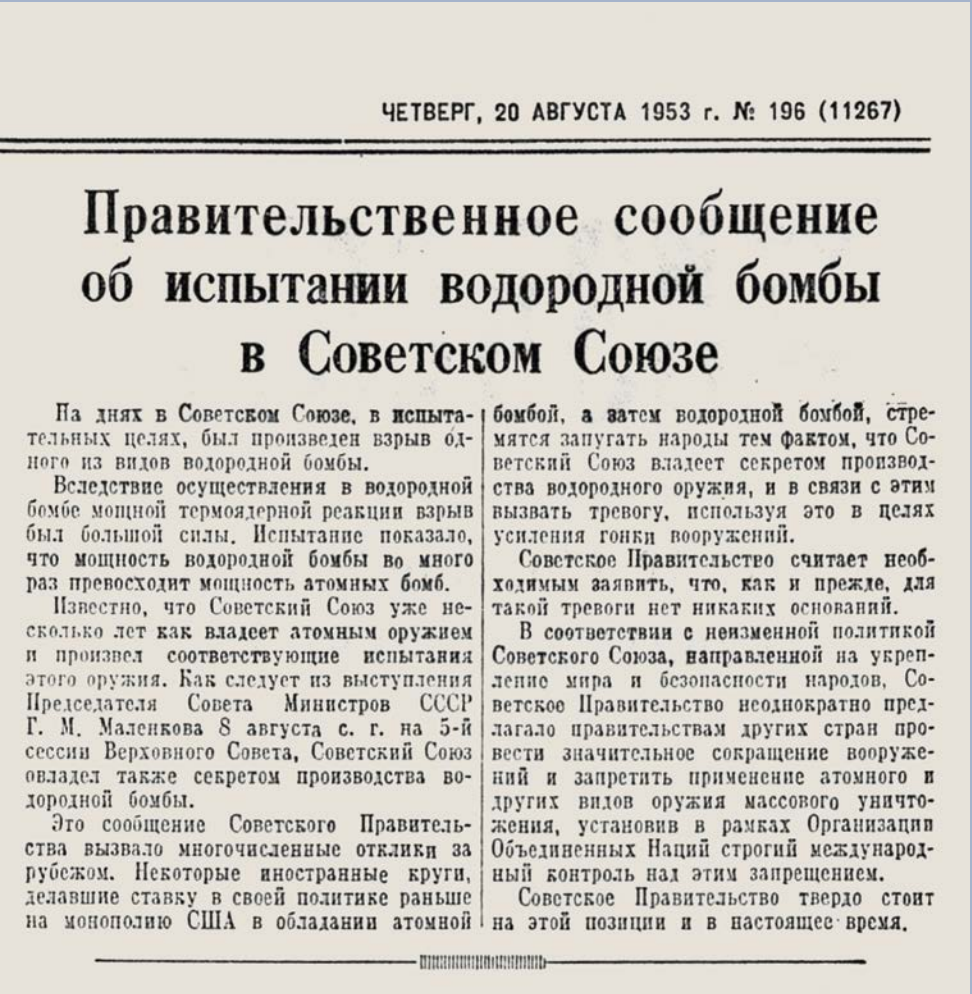 ЧЕТВЕРГ, 20 АВГУСТА 1953 г. № 196 (11267)
Правительственное сообщение
об испытании водородной бомбы
в Советском Союзе
На днях в Советском Союзе, в испыта-
тельных целях, был произведен взрыв од-
ного из видов водородной бомбы.
Вследствие осуществления в водородной
бомбе мощной термоядерной реакции взрыв
был большой силы. Испытание показало,
что мощность водородной бомбы во много
раз превосходит мощность атомных бомб.
Известно, что Советский Союз уже не-
сколько лет как владеет атомным оружием
и произвел соответствующие испытания
этого оружия. Как следует из выступления
Председателя Совета Министров СССР
Г. М. Маленкова 8 августа с. г. на 5-й
сессии Верховного Совета, Советский Союз
овладел также секретом производства во-
дородной бомбы.
Это сообщение Советского Правитель-
ства вызвало многочисленные отклики за
рубежом. Некоторые иностранные круги,
делавшие ставку в своей политике раньше
на монополию США в обладании атомной
бомбой, а затем водородной бомбой, стре-
мятся запугать народы тем фактом, что Со-
ветский Союз владеет секретом производ-
ства водородного оружия, и в связи с этим
вызвать тревогу, используя это в целях
усиления гонки вооружений.
Советское Правительство считает необ-
ходимым заявить, что, как и прежде, для
такой тревоги нет никаких оснований.
В соответствии с неизменной политикой
Советского Союза, направленной на укреп-
ление мира и безопасности народов, Со-
ветское Правительство неоднократно пред-
лагало правительствам других стран про-
вести значительное сокращение вооруже-
ний и запретить применение атомного и
других видов оружия массового уничто-
жения, установив в рамках Организации
Объединенных Наций строгий международ-
ный контроль над этим запрещением.
Советское Правительство твердо стоит
на этой позиции и в настоящее время.